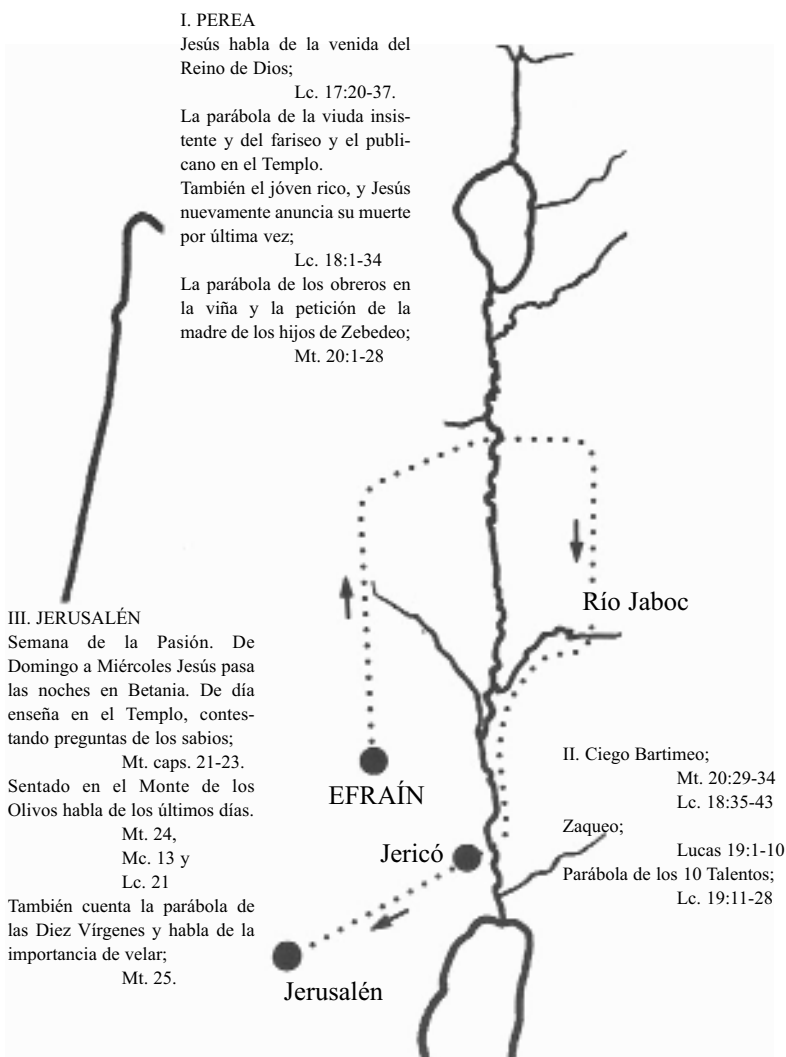 I. PEREA
Jesús habla de la venida del
Reino de Dios;
Lc. 17:20-37.
La parábola de la viuda insis-
tente y del fariseo y el publi-
cano en el Templo.
También el jóven rico, y Jesús
nuevamente anuncia su muerte
por última vez;
Lc. 18:1-34
La parábola de los obreros en
la viña y la petición de la
madre de los hijos de Zebedeo;
Mt. 20:1-28
Río Jaboc
III. JERUSALÉN
Semana de la Pasión. De
Domingo a Miércoles Jesús pasa
las noches en Betania. De día
enseña en el Templo, contes-
tando preguntas de los sabios;
Mt. caps. 21-23.
Sentado en el Monte de los
Olivos habla de los últimos días.
Mt. 24,
Mc. 13 y
Lc. 21
También cuenta la parábola de
las Diez Vírgenes y habla de la
importancia de velar;
Mt. 25.
EFRAÍN
Jericó
Jerusalén
II. Ciego Bartimeo;
Mt. 20:29-34
Lc. 18:35-43
Zaqueo;
Lucas 19:1-10
Parábola de los 10 Talentos;
Lc. 19:11-28